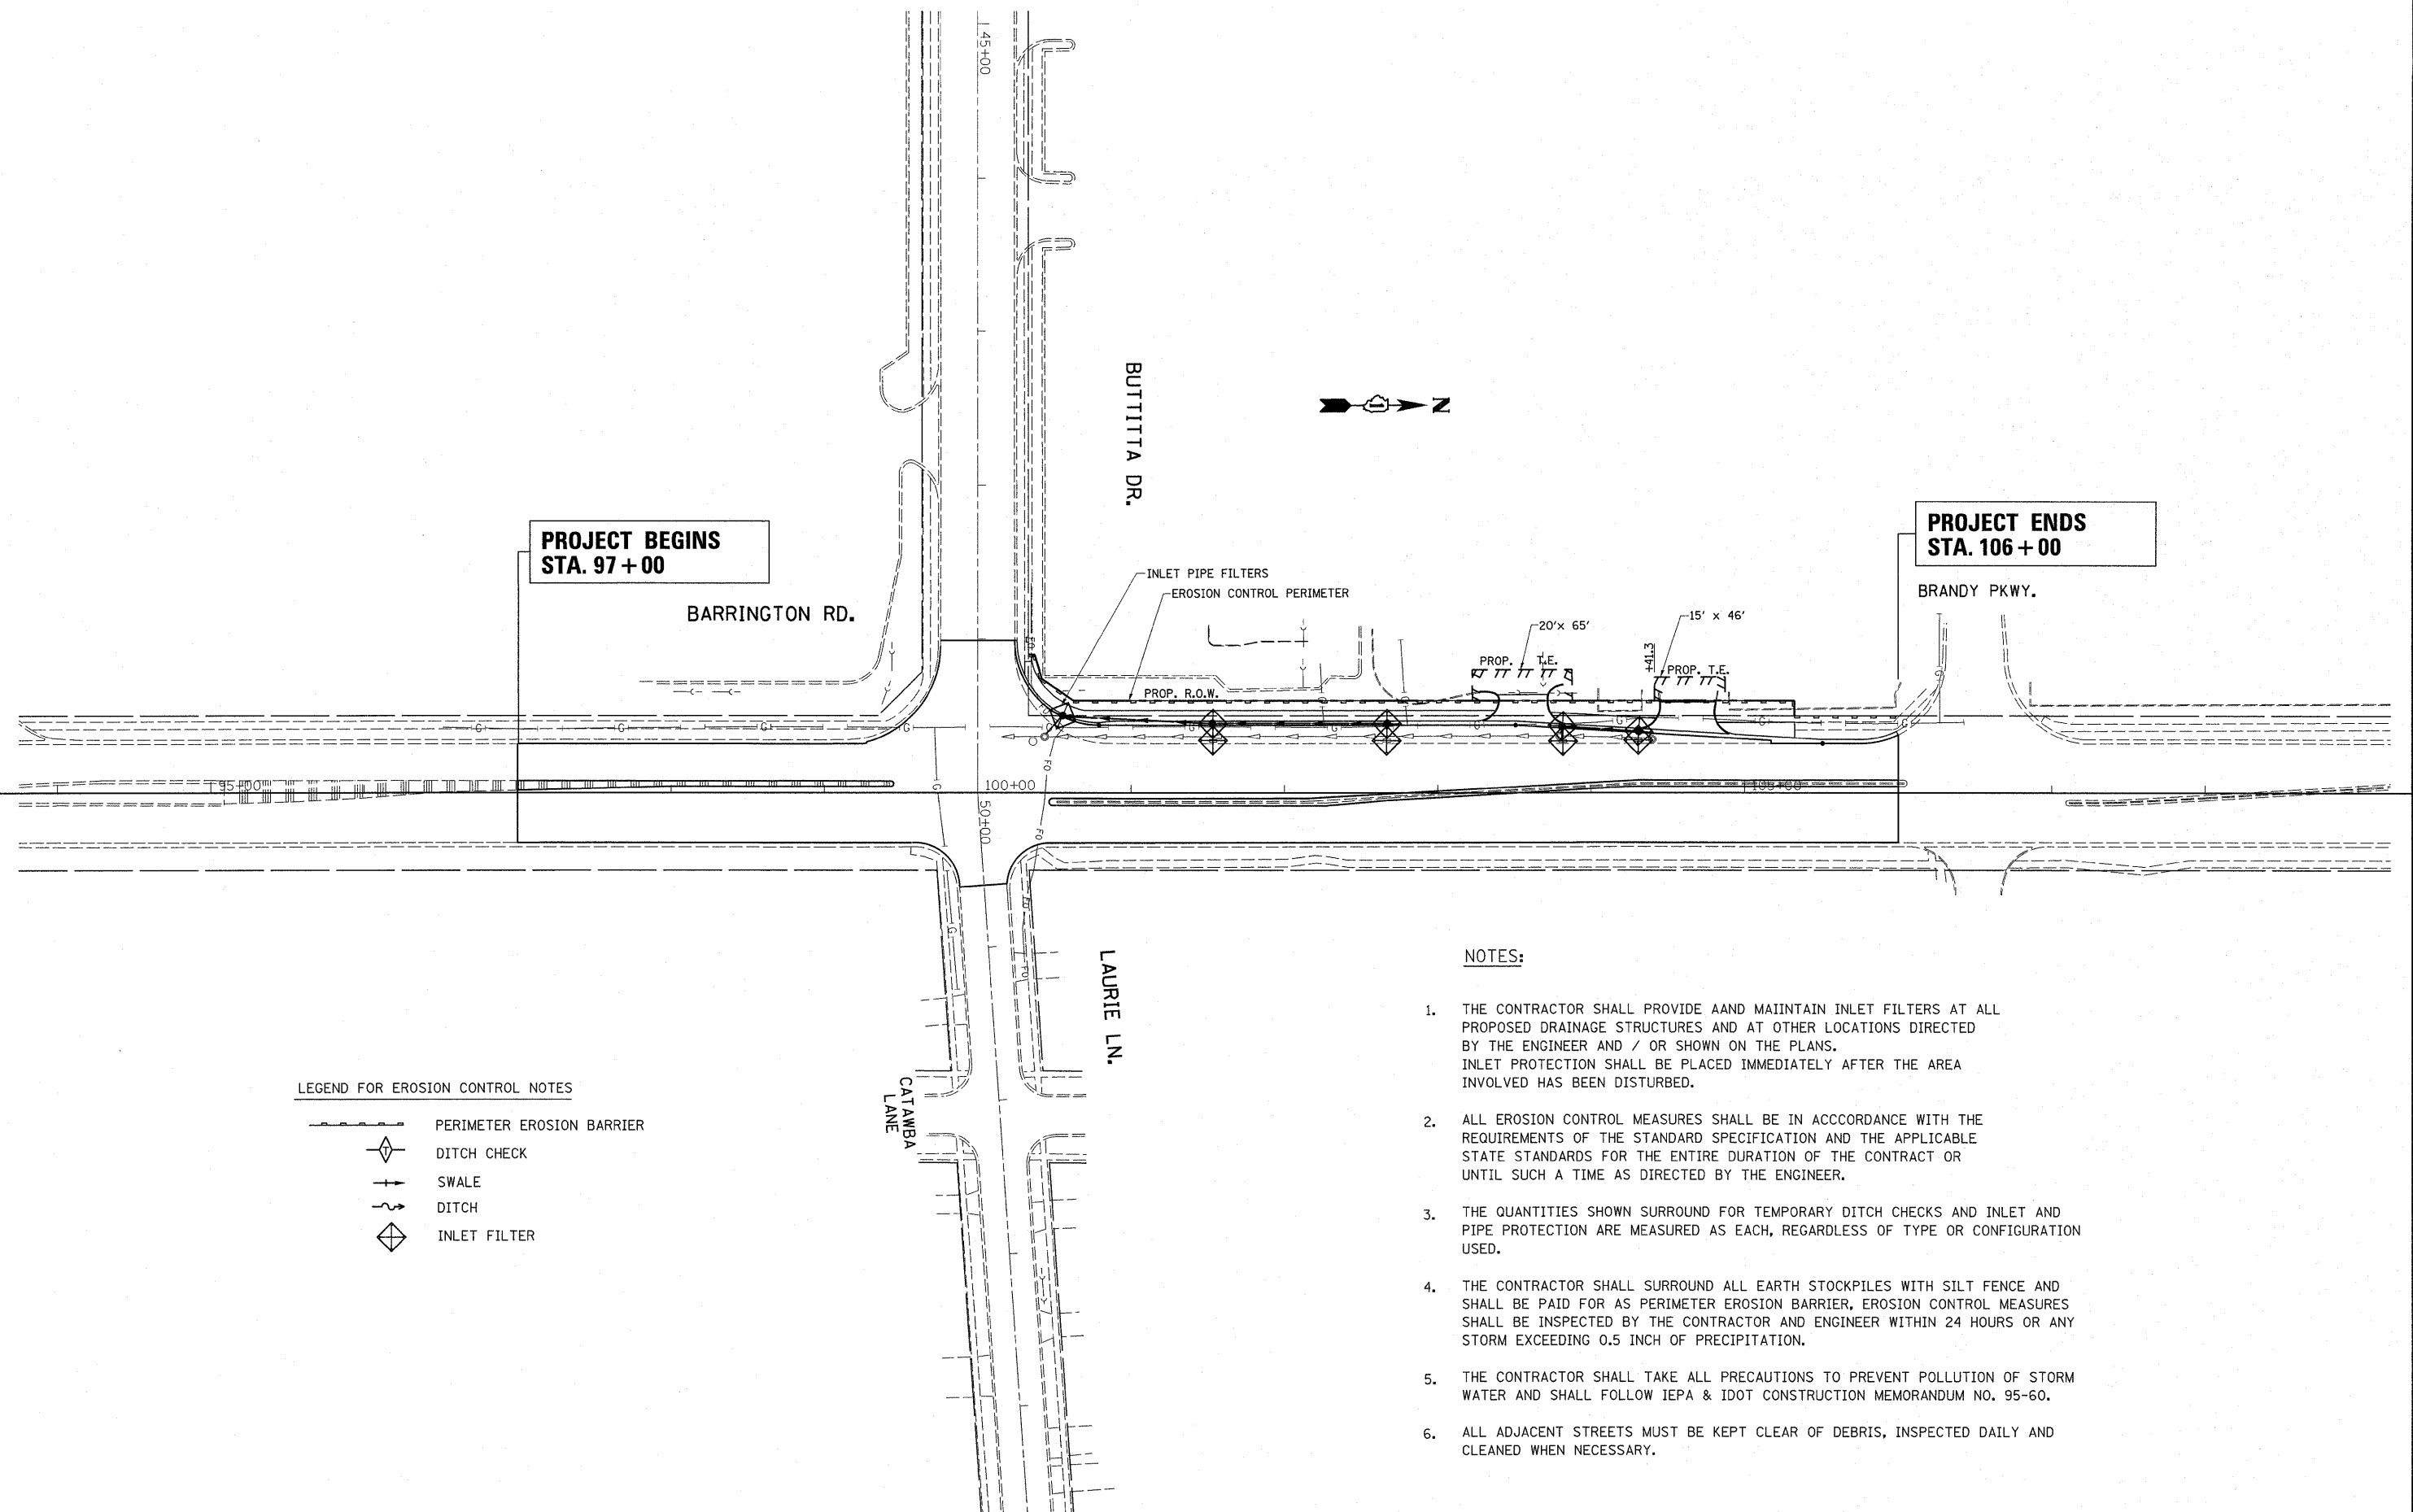 45+00
BUTTITTA DR.
N
PROJECT BEGINS
STA. 97+00
PROJECT ENDS
STA. 106+00
BARRINGTON RD.
BRANDY PKWY.
INLET PIPE FILTERS
EROSION CONTROL PERIMETER
20'x 65'
15' x 46'
+41.3
PROP. T.E.
PROP. T.E.
PROP. R.O.W.
G
G
G
G
FO
95+00
100+00
105+00
50+00
FO
FO
G
LAURIE LN.
CATAWBA
LANE
LEGEND FOR EROSION CONTROL NOTES
PERIMETER EROSION BARRIER
T
DITCH CHECK
SWALE
DITCH
INLET FILTER
NOTES:
1. THE CONTRACTOR SHALL PROVIDE AAND MAIINTAIN INLET FILTERS AT ALL
PROPOSED DRAINAGE STRUCTURES AND AT OTHER LOCATIONS DIRECTED
BY THE ENGINEER AND / OR SHOWN ON THE PLANS.
INLET PROTECTION SHALL BE PLACED IMMEDIATELY AFTER THE AREA
INVOLVED HAS BEEN DISTURBED.
2. ALL EROSION CONTROL MEASURES SHALL BE IN ACCCORDANCE WITH THE
REQUIREMENTS OF THE STANDARD SPECIFICATION AND THE APPLICABLE
STATE STANDARDS FOR THE ENTIRE DURATION OF THE CONTRACT OR
UNTIL SUCH A TIME AS DIRECTED BY THE ENGINEER.
3. THE QUANTITIES SHOWN SURROUND FOR TEMPORARY DITCH CHECKS AND INLET AND
PIPE PROTECTION ARE MEASURED AS EACH, REGARDLESS OF TYPE OR CONFIGURATION
USED.
4. THE CONTRACTOR SHALL SURROUND ALL EARTH STOCKPILES WITH SILT FENCE AND
SHALL BE PAID FOR AS PERIMETER EROSION BARRIER, EROSION CONTROL MEASURES
SHALL BE INSPECTED BY THE CONTRACTOR AND ENGINEER WITHIN 24 HOURS OR ANY
STORM EXCEEDING 0.5 INCH OF PRECIPITATION.
5. THE CONTRACTOR SHALL TAKE ALL PRECAUTIONS TO PREVENT POLLUTION OF STORM
WATER AND SHALL FOLLOW IEPA & IDOT CONSTRUCTION MEMORANDUM NO. 95-60.
6. ALL ADJACENT STREETS MUST BE KEPT CLEAR OF DEBRIS, INSPECTED DAILY AND
CLEANED WHEN NECESSARY.